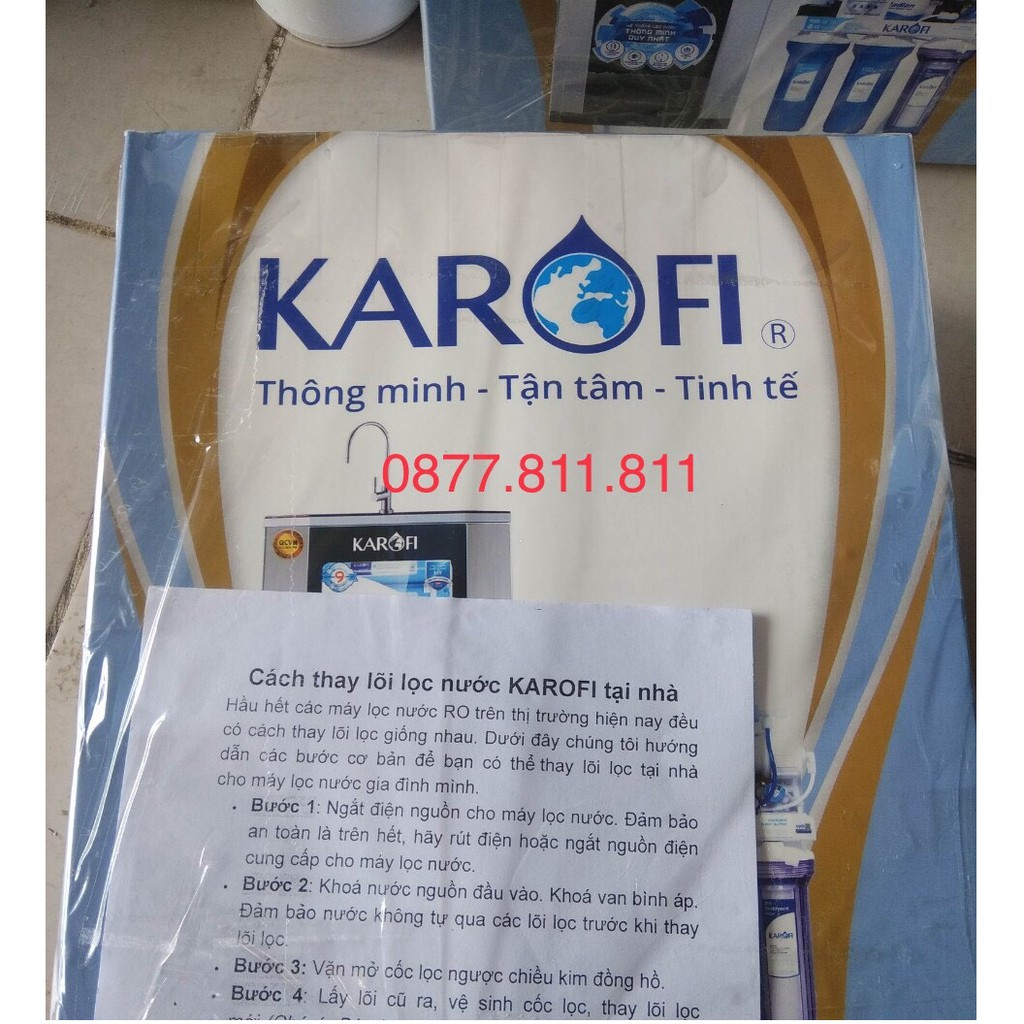 THÔNG MINH
DUY NHẤT
KAROFI
KAROFI ®
Thông minh - Tận tâm - Tinh tế
0877.811.811
KAROFI
9
Cách thay lõi lọc nước KAROFI tại nhà
Hầu hết các máy lọc nước RO trên thị trường hiện nay đều
có cách thay lõi lọc giống nhau. Dưới đây chúng tôi hướng
dẫn các bước cơ bản để bạn có thể thay lõi lọc tại nhà
cho máy lọc nước gia đình mình.
• Bước 1: Ngắt điện nguồn cho máy lọc nước. Đảm bảo
an toàn là trên hết, hãy rút điện hoặc ngắt nguồn điện
cung cấp cho máy lọc nước.
• Bước 2: Khoá nước nguồn đầu vào. Khoá van bình áp.
Đảm bảo nước không tự qua các lõi lọc trước khi thay
lõi lọc.
• Bước 3: Vặn mở cốc lọc ngược chiều kim đồng hồ.
• Bước 4: Lấy lõi cũ ra, vệ sinh cốc lọc, thay lõi lọc
KAROFI